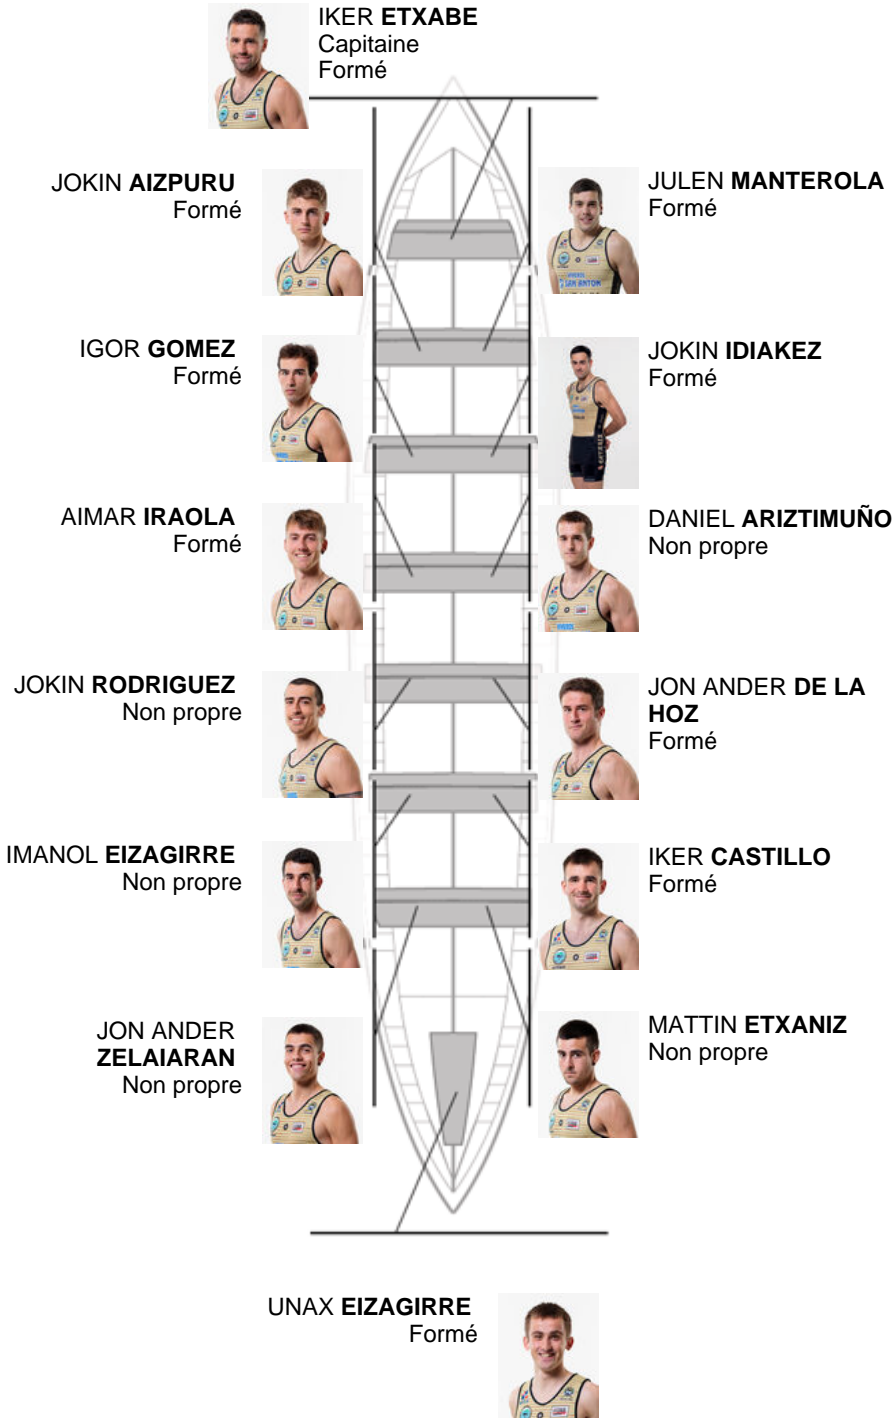 IKER ETXABE
Capitaine
Formé
JOKIN AIZPURU
Formé
JULEN MANTEROLA
Formé
IGOR GOMEZ
Formé
JOKIN IDIAKEZ
Formé
AIMAR IRAOLA
Formé
DANIEL ARIZTIMUÑO
Non propre
JOKIN RODRIGUEZ
Non propre
JON ANDER DE LA
HOZ
Formé
IMANOL EIZAGIRRE
Non propre
IKER CASTILLO
Formé
JON ANDER
ZELAIARAN
Non propre
MATTIN ETXANIZ
Non propre
UNAX EIZAGIRRE
Formé
SAN ANTON